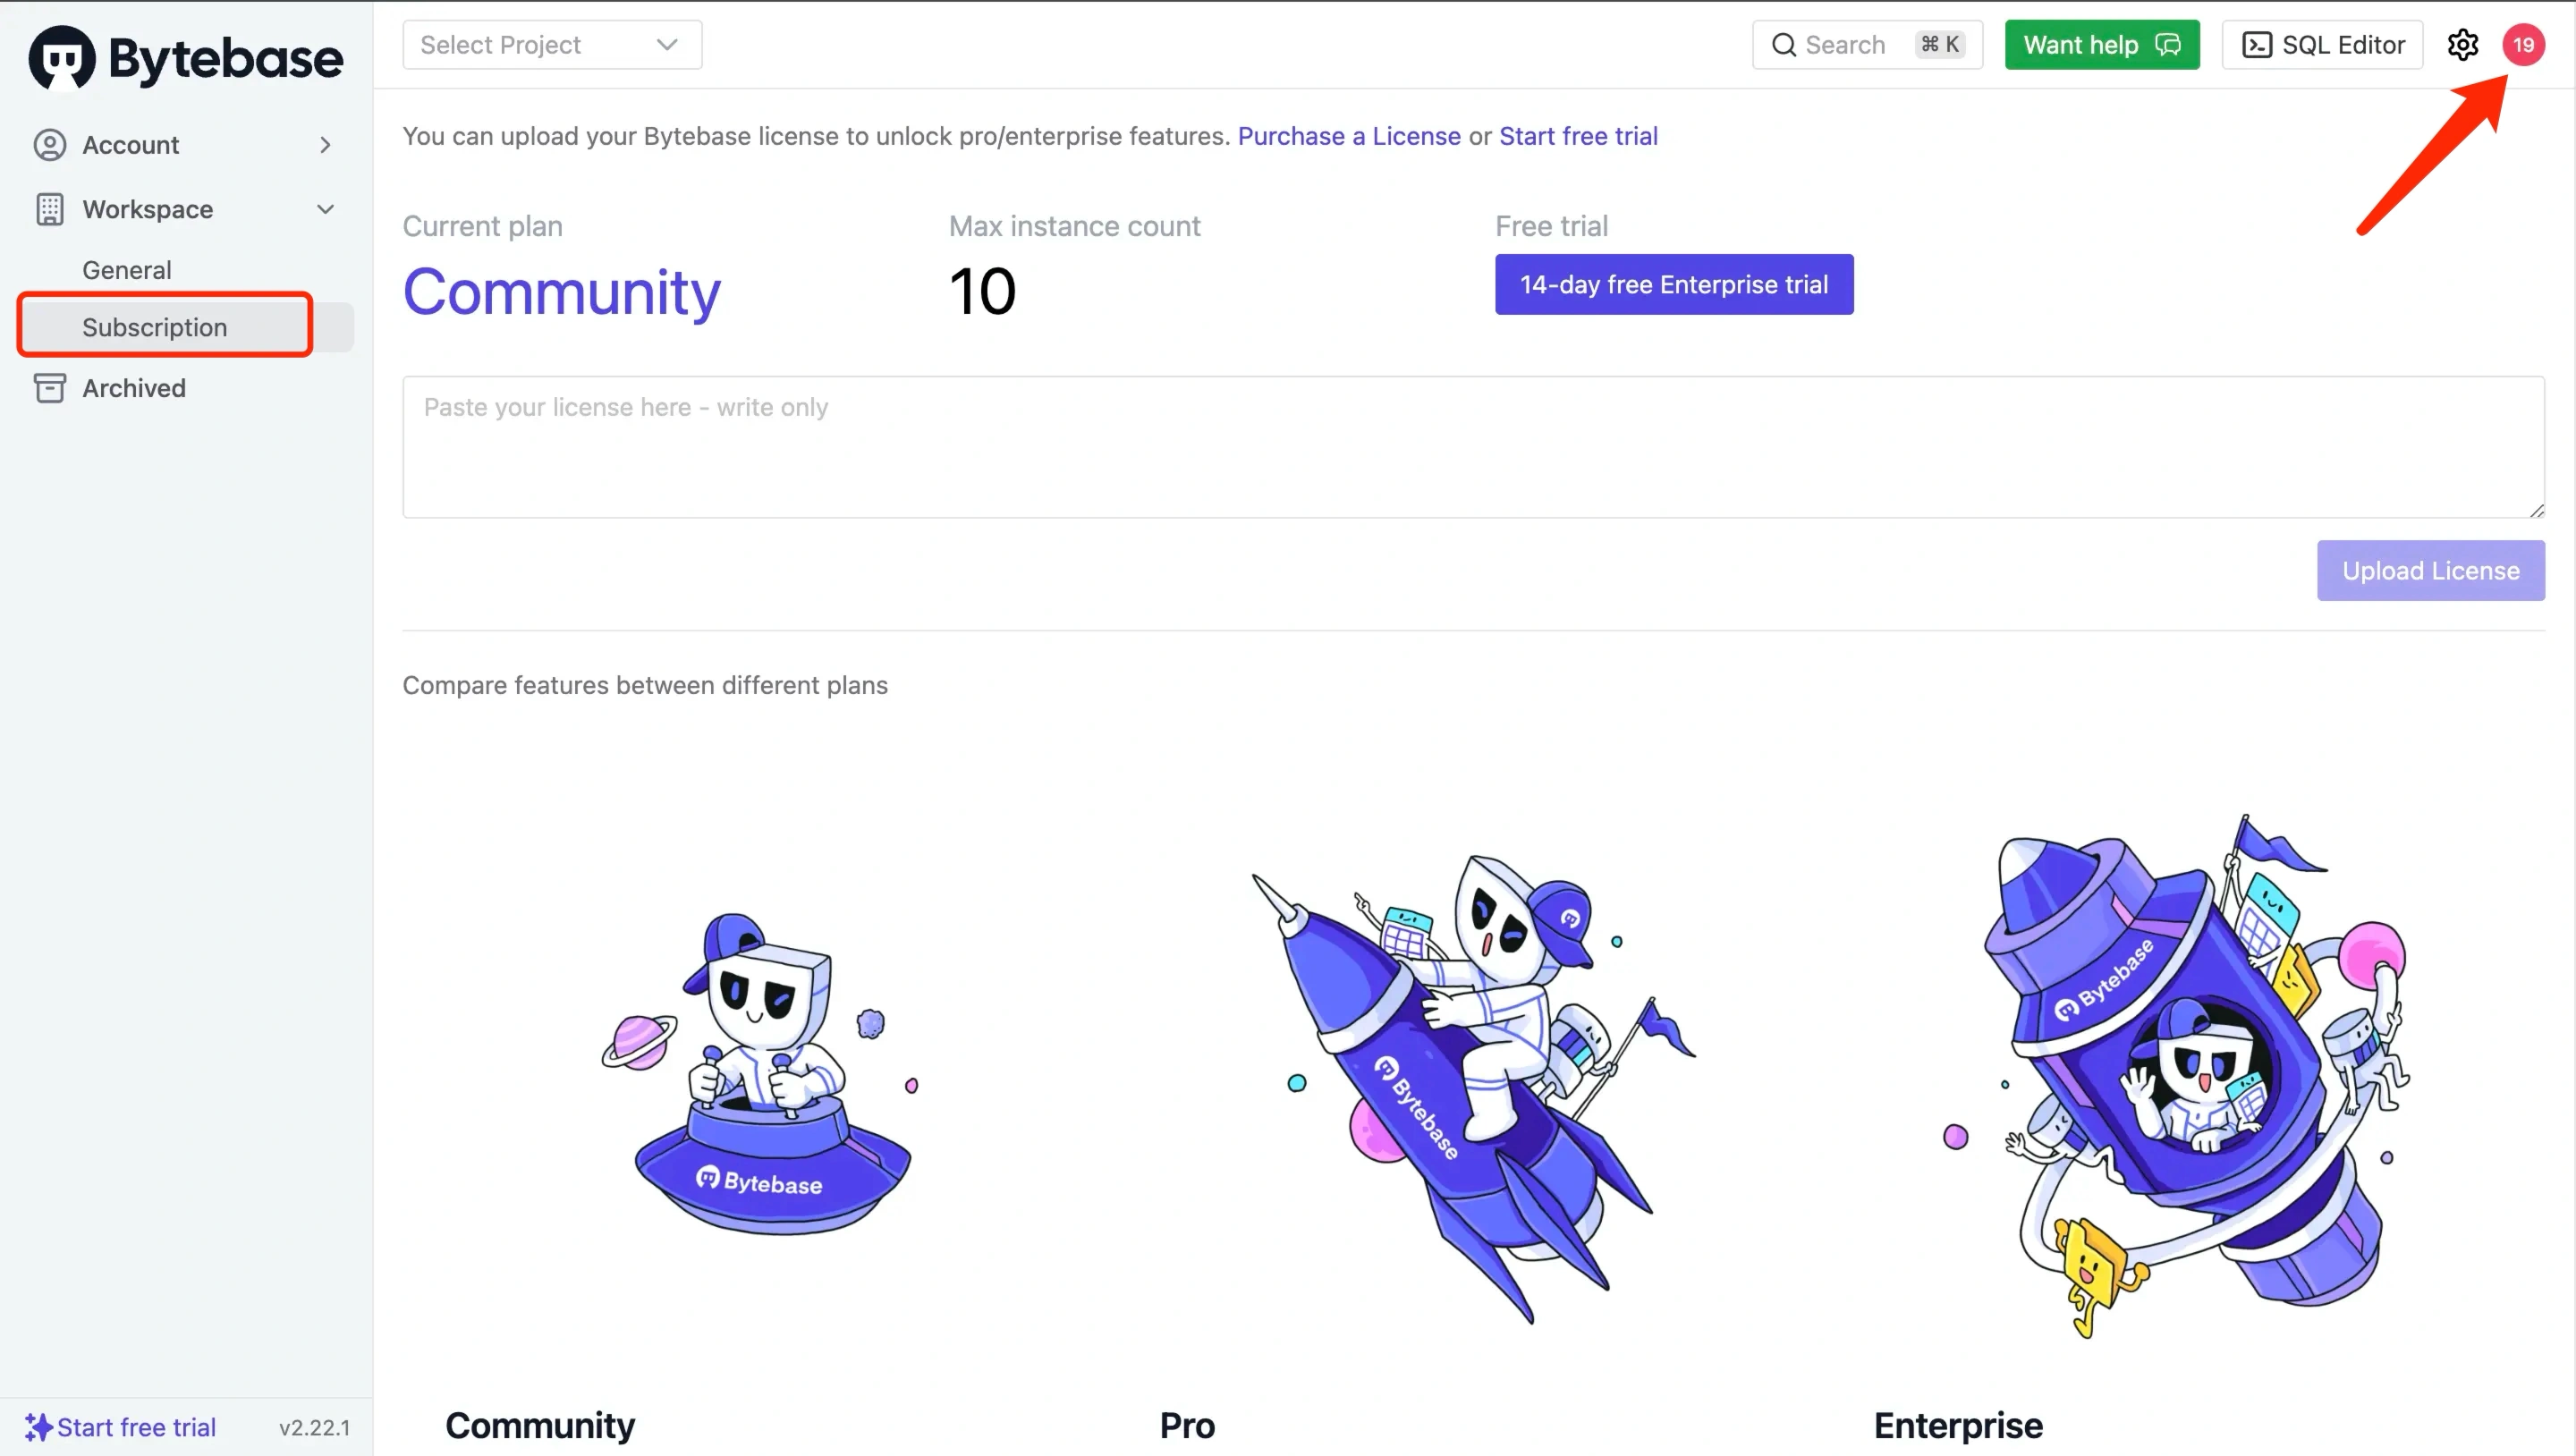 Bytebase
Select Project
Search ⌘ K
Want help
SQL Editor
19
Account
Workspace
General
Subscription
Archived
You can upload your Bytebase license to unlock pro/enterprise features. Purchase a License or Start free trial
Current plan
Community
Max instance count
10
Free trial
14-day free Enterprise trial
Paste your license here - write only
Upload License
Compare features between different plans
Bytebase
Bytebase
Bytebase
Community
Pro
Enterprise
Start free trial
v2.22.1